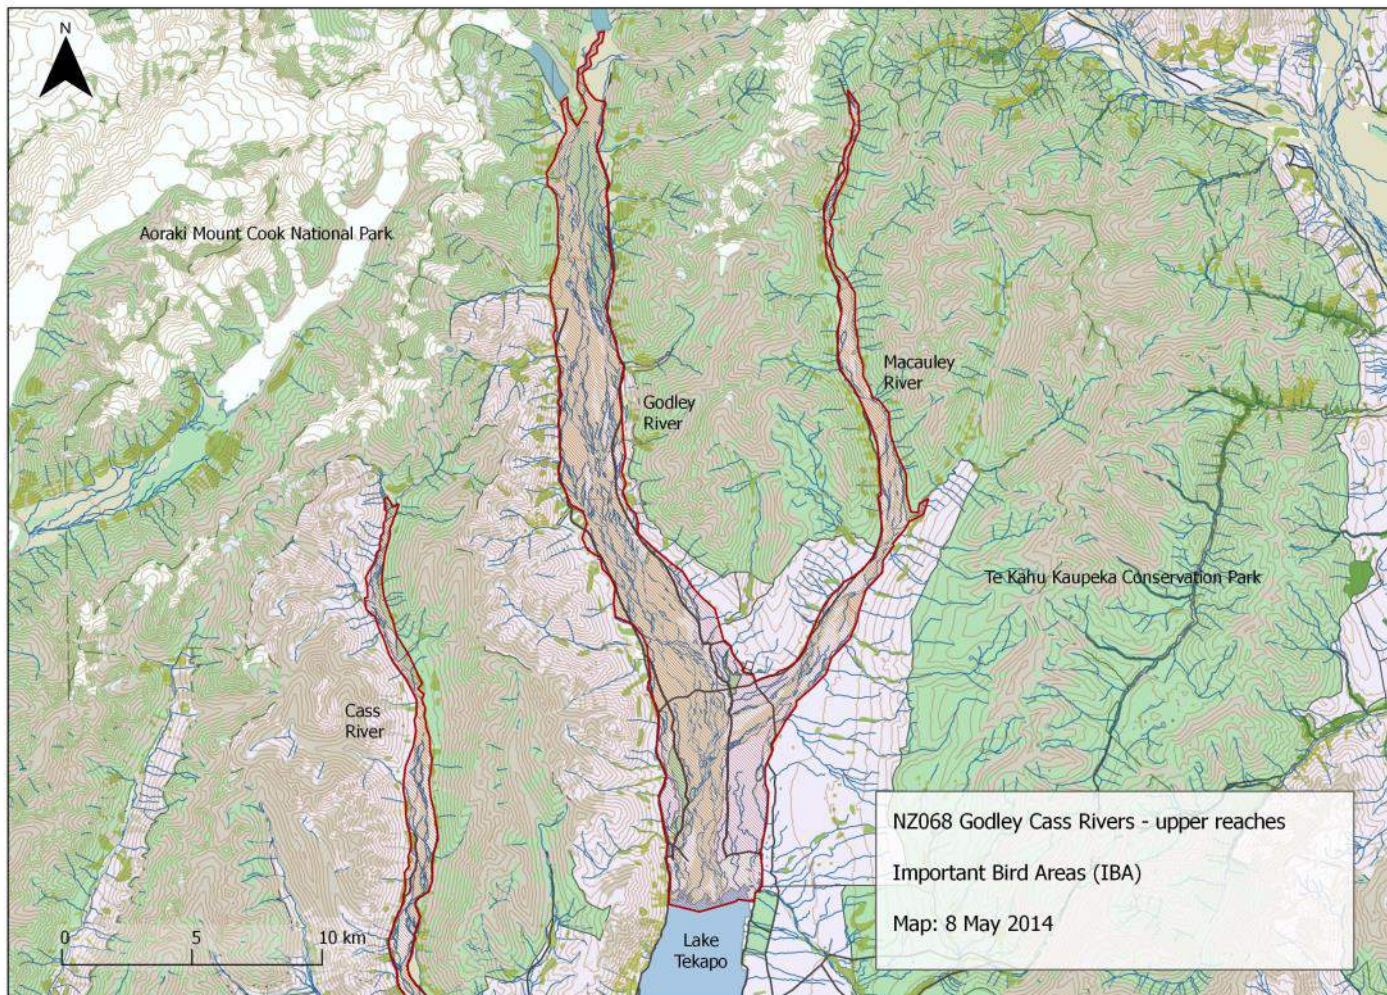 N
Aoraki Mount Cook National Park
Macauley
River
Godley
River
Te Kahu Kaupeka Conservation Park
Cass
River
NZ068 Godley Cass Rivers - upper reaches
Important Bird Areas (IBA)
Map: 8 May 2014
0 5 10 km
Lake
Tekapo